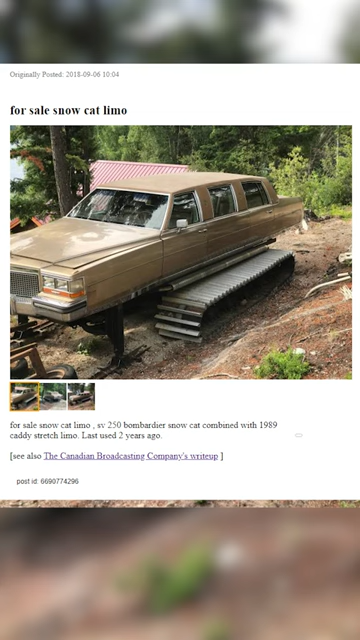 Originally Posted: 2018-09-06 10:04
for sale snow cat limo
for sale snow cat limo , sv 250 bombardier snow cat combined with 1989
caddy stretch limo. Last used 2 years ago.
[see also The Canadian Broadcasting Company's writeup ]
post id: 6690774296